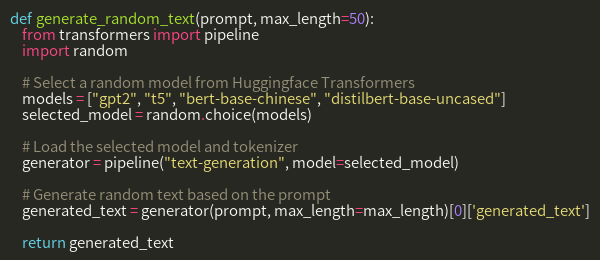 def generate_random_text(prompt, max_length=50):
    from transformers import pipeline
    import random

    # Select a random model from Huggingface Transformers
    models = ["gpt2", "t5", "bert-base-chinese", "distilbert-base-uncased"]
    selected_model = random.choice(models)

    # Load the selected model and tokenizer
    generator = pipeline("text-generation", model=selected_model)

    # Generate random text based on the prompt
    generated_text = generator(prompt, max_length=max_length)[0]['generated_text']

    return generated_text